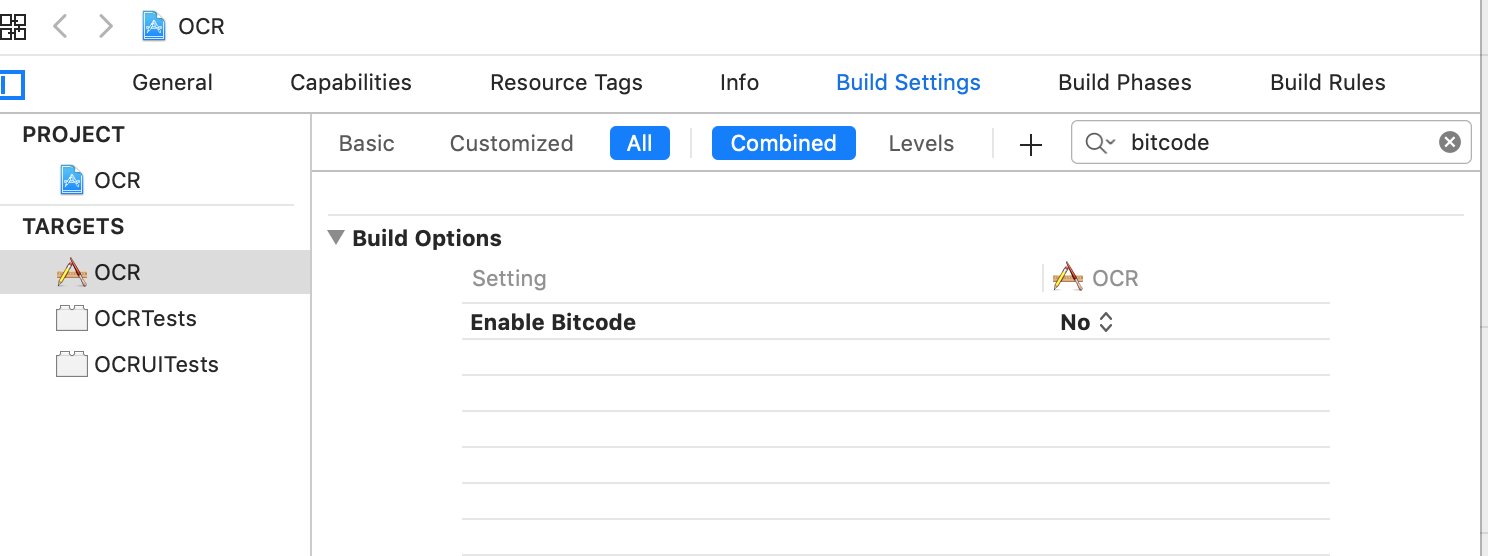 OCR
General Capabilities Resource Tags Info Build Settings Build Phases Build Rules
PROJECT
OCR
TARGETS
OCR
OCRTests
OCRUITests
Basic Customized All Combined Levels + bitcode
Build Options
Setting OCR
Enable Bitcode No